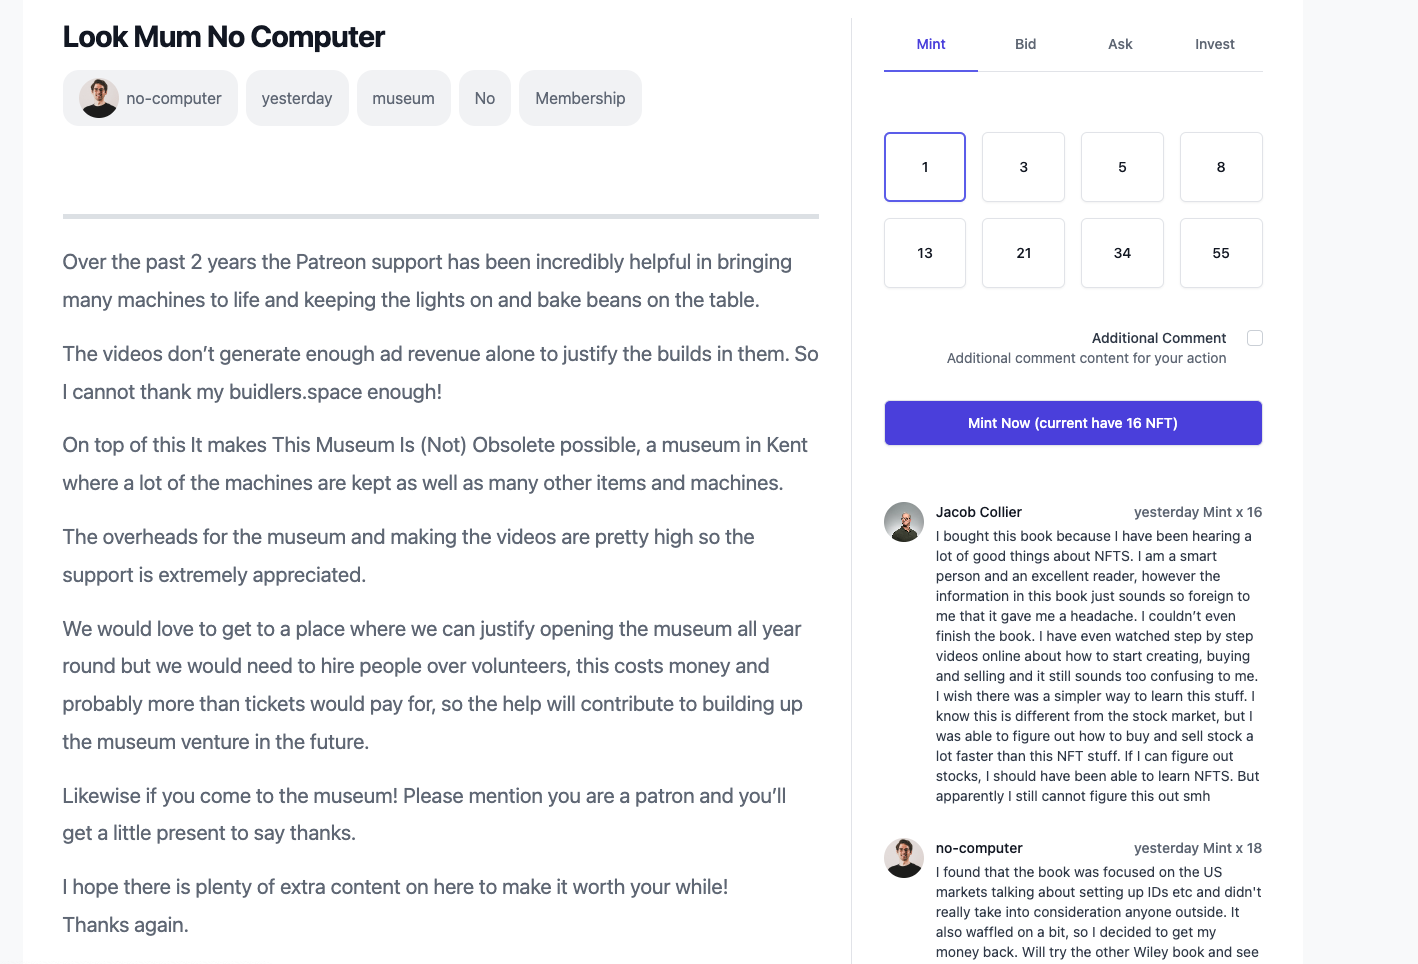 Look Mum No Computer
no-computer
yesterday
museum
No
Membership
Over the past 2 years the Patreon support has been incredibly helpful in bringing
many machines to life and keeping the lights on and bake beans on the table.
The videos don’t generate enough ad revenue alone to justify the builds in them. So
I cannot thank my buidlers.space enough!
On top of this It makes This Museum Is (Not) Obsolete possible, a museum in Kent
where a lot of the machines are kept as well as many other items and machines.
The overheads for the museum and making the videos are pretty high so the
support is extremely appreciated.
We would love to get to a place where we can justify opening the museum all year
round but we would need to hire people over volunteers, this costs money and
probably more than tickets would pay for, so the help will contribute to building up
the museum venture in the future.
Likewise if you come to the museum! Please mention you are a patron and you’ll
get a little present to say thanks.
I hope there is plenty of extra content on here to make it worth your while!
Thanks again.
Mint Bid Ask Invest
1 3 5 8
13 21 34 55
Additional Comment
Additional comment content for your action
Mint Now (current have 16 NFT)
Jacob Collier yesterday Mint x 16
I bought this book because I have been hearing a
lot of good things about NFTS. I am a smart
person and an excellent reader, however the
information in this book just sounds so foreign to
me that it gave me a headache. I couldn’t even
finish the book. I have even watched step by step
videos online about how to start creating, buying
and selling and it still sounds too confusing to me.
I wish there was a simpler way to learn this stuff. I
know this is different from the stock market, but I
was able to figure out how to buy and sell stock a
lot faster than this NFT stuff. If I can figure out
stocks, I should have been able to learn NFTS. But
apparently I still cannot figure this out smh
no-computer yesterday Mint x 18
I found that the book was focused on the US
markets talking about setting up IDs etc and didn't
really take into consideration anyone outside. It
also waffled on a bit, so I decided to get my
money back. Will try the other Wiley book and see